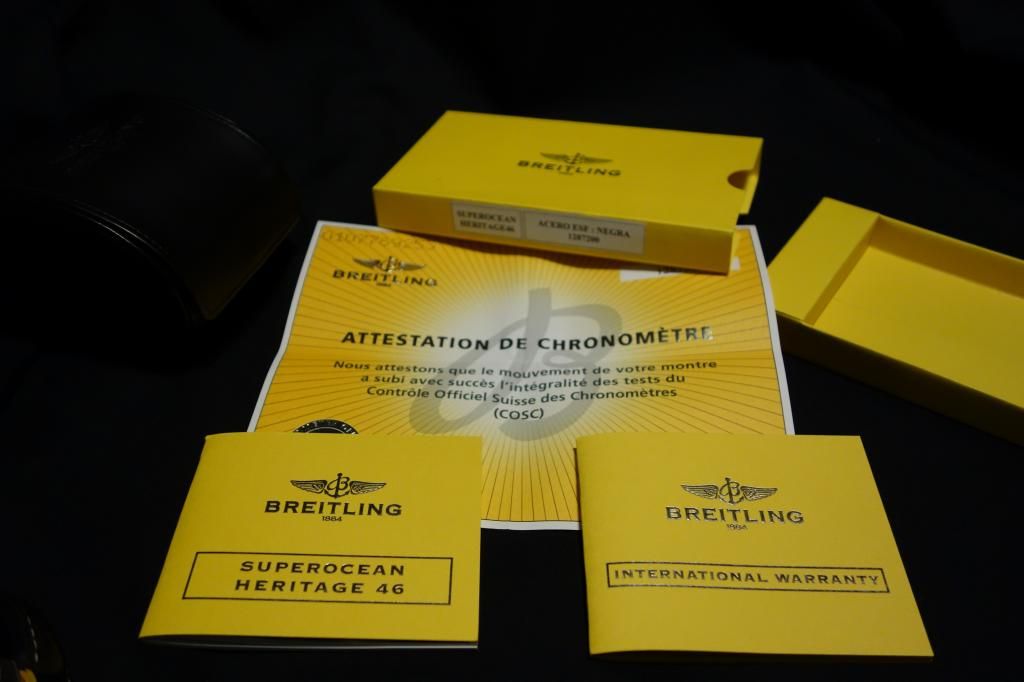 BREITLING
1884
SUPEROCEAN
HERITAGE46
ACERO ESF : NEGRA
1287200
BREITLING
1884
ATTESTATION DE CHRONOMÈTRE
Nous attestons que le mouvement de votre montre
a subi avec succès l'intégralité des tests du
Contrôle Officiel Suisse des Chronomètres
(COSC)
BREITLING
1884
SUPEROCEAN
HERITAGE 46
BREITLING
1884
INTERNATIONAL WARRANTY